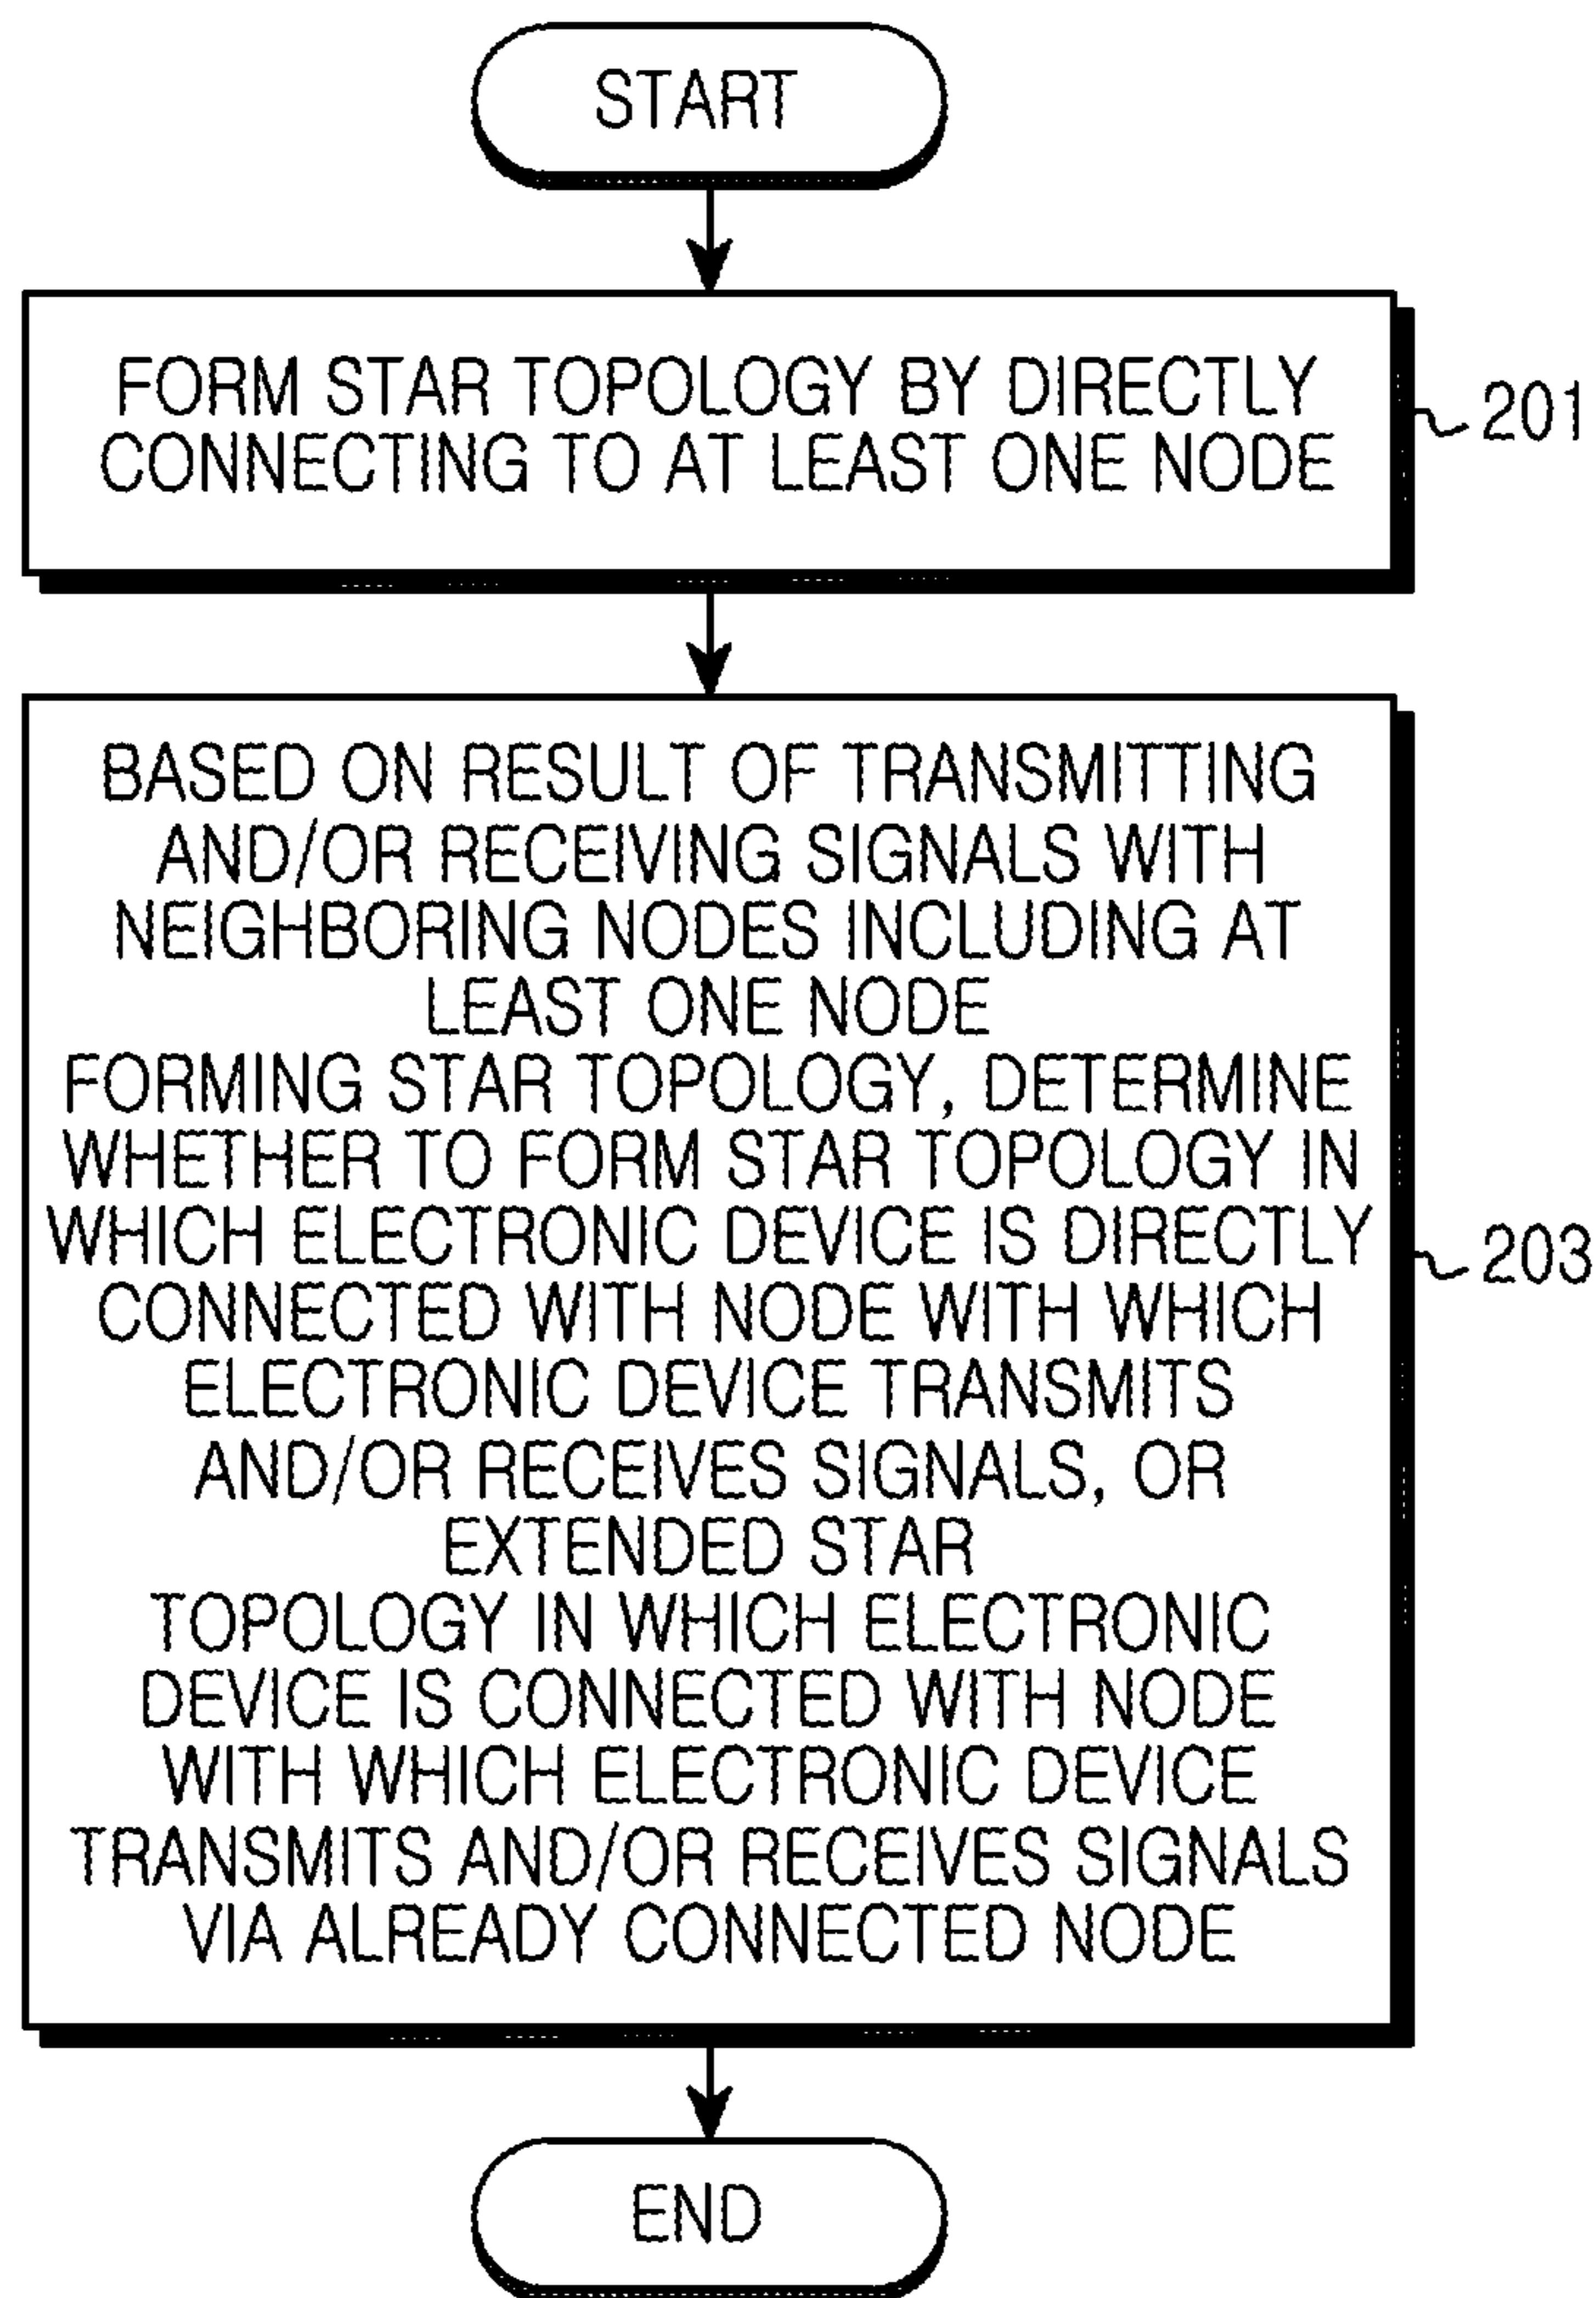 START
FORM STAR TOPOLOGY BY DIRECTLY
CONNECTING TO AT LEAST ONE NODE
201
BASED ON RESULT OF TRANSMITTING
AND/OR RECEIVING SIGNALS WITH
NEIGHBORING NODES INCLUDING AT
LEAST ONE NODE
FORMING STAR TOPOLOGY, DETERMINE
WHETHER TO FORM STAR TOPOLOGY IN
WHICH ELECTRONIC DEVICE IS DIRECTLY
CONNECTED WITH NODE WITH WHICH
ELECTRONIC DEVICE TRANSMITS
AND/OR RECEIVES SIGNALS, OR
EXTENDED STAR
TOPOLOGY IN WHICH ELECTRONIC
DEVICE IS CONNECTED WITH NODE
WITH WHICH ELECTRONIC DEVICE
TRANSMITS AND/OR RECEIVES SIGNALS
VIA ALREADY CONNECTED NODE
203
END